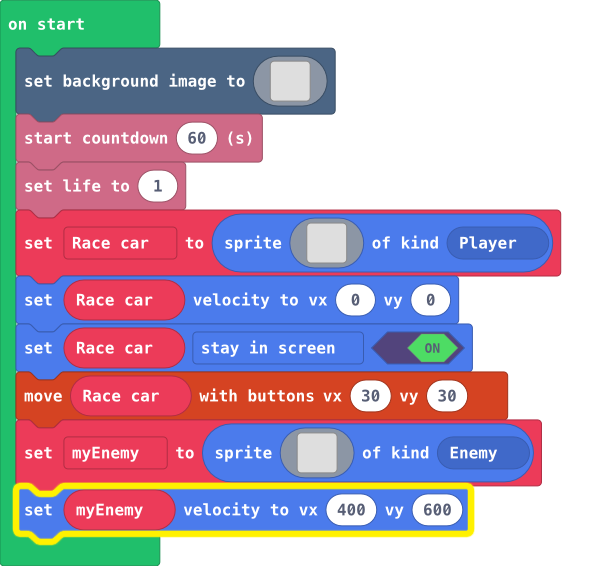 on start
set background image to
start countdown 60 (s)
set life to 1
set Race car to sprite of kind Player
set Race car velocity to vx 0 vy 0
set Race car stay in screen ON
move Race car with buttons vx 30 vy 30
set myEnemy to sprite of kind Enemy
set myEnemy velocity to vx 400 vy 600